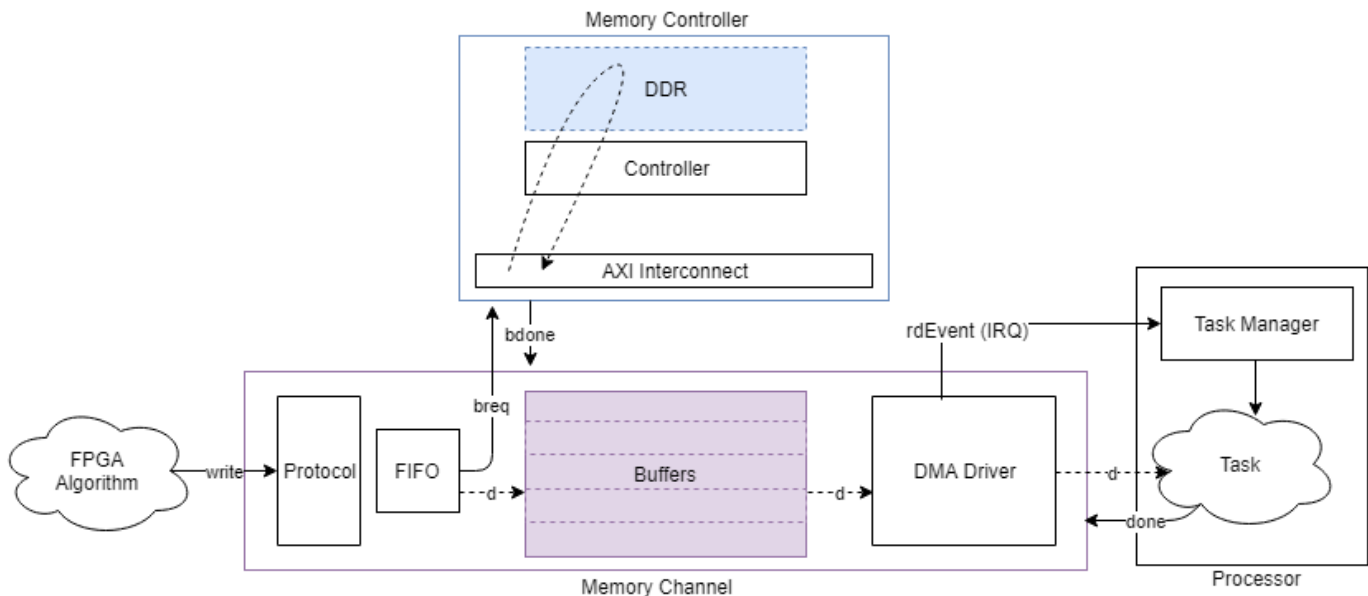 Memory Controller
DDR
Controller
AXI Interconnect
bdone
breq
rdEvent (IRQ)
Task Manager
FPGA
Algorithm
write
Protocol
FIFO
d
Buffers
d
DMA Driver
d
Task
done
Memory Channel
Processor